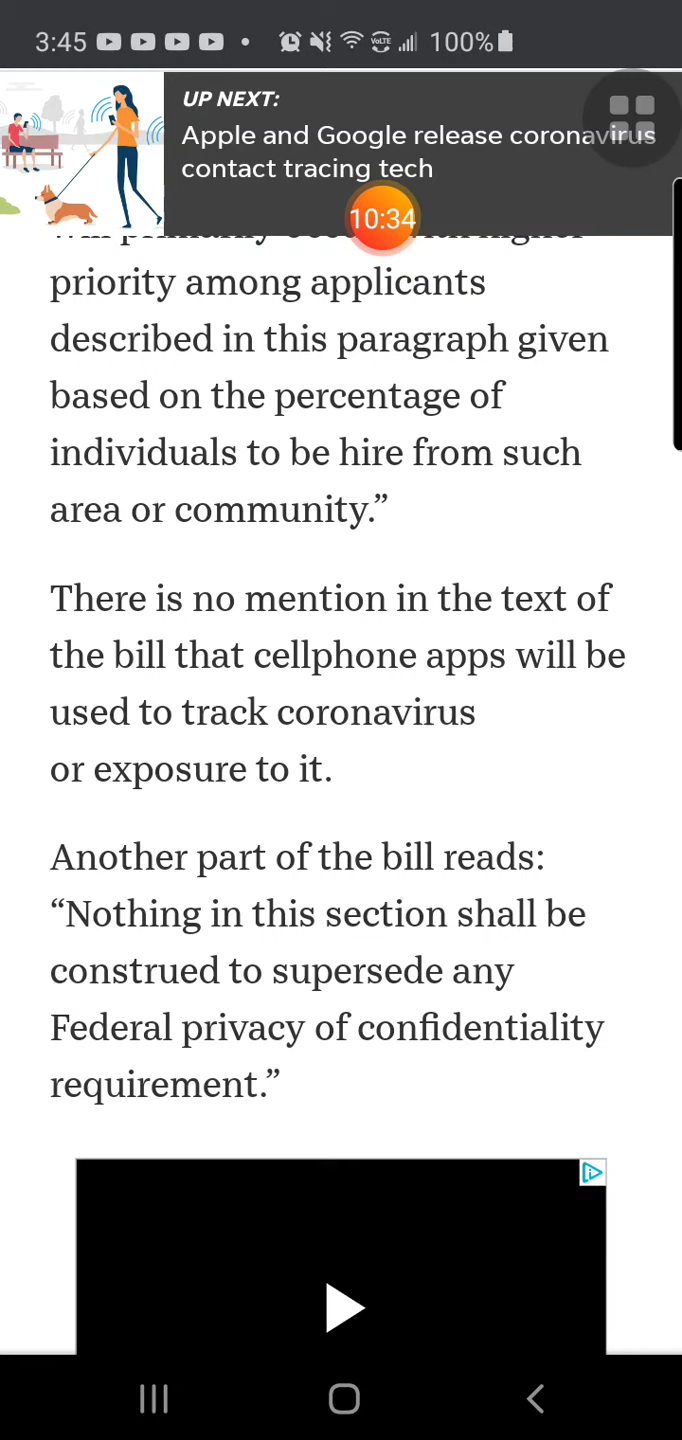 3:45 100%
VoLTE
UP NEXT:
Apple and Google release coronavirus
contact tracing tech
10:34
priority among applicants
described in this paragraph given
based on the percentage of
individuals to be hire from such
area or community.”
There is no mention in the text of
the bill that cellphone apps will be
used to track coronavirus
or exposure to it.
Another part of the bill reads:
“Nothing in this section shall be
construed to supersede any
Federal privacy of confidentiality
requirement.”